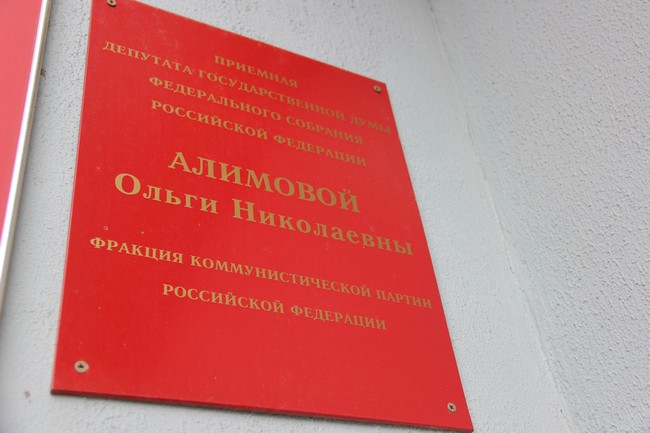 ПРИЕМНАЯ
ДЕПУТАТА ГОСУДАРСТВЕННОЙ ДУМЫ
ФЕДЕРАЛЬНОГО СОБРАНИЯ
РОССИЙСКОЙ ФЕДЕРАЦИИ
АЛИМОВОЙ
Ольги Николаевны
ФРАКЦИЯ КОММУНИСТИЧЕСКОЙ ПАРТИИ
РОССИЙСКОЙ ФЕДЕРАЦИИ